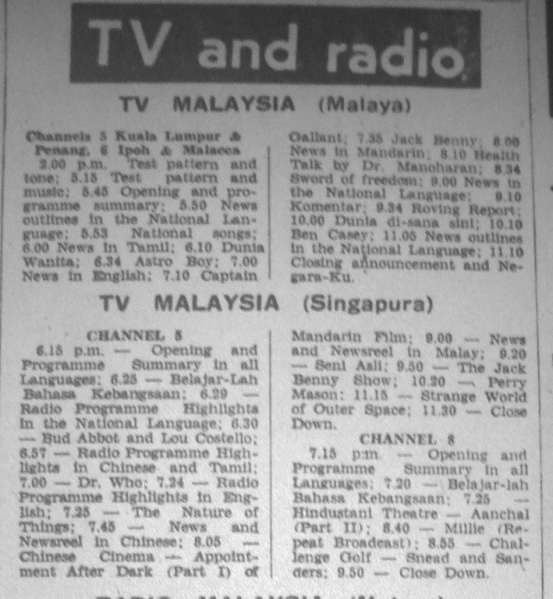 TV and radio
TV MALAYSIA (Malaya)
Channels 5 Kuala Lumpur &
Penang, 6 Ipoh & Malacca
2.00 p.m. Test pattern and
tone; 5.15 Test pattern and
music; 5.45 Opening and pro-
gramme summary; 5.50 News
outlines in the National Lan-
guage; 5.53 National songs;
6.00 News in Tamil; 6.10 Dunia
Wanita; 6.34 Astro Boy; 7.00
News in English; 7.10 Captain
Gallant; 7.35 Jack Benny; 8.00
News in Mandarin; 8.10 Health
Talk by Dr. Manoharan; 8.34
Sword of freedom; 9.00 News in
the National Language; 9.10
Komentar; 9.34 Roving Report;
10.00 Dunia di-sana sini; 10.10
Ben Casey; 11.05 News outlines
in the National Language; 11.10
Closing announcement and Ne-
gara-Ku.
TV MALAYSIA (Singapura)
CHANNEL 5
6.15 p.m. — Opening and
Programme Summary in all
Languages; 6.25 — Belajar-Lah
Bahasa Kebangsaan; 6.29 —
Radio Programme Highlights
in the National Language; 6.30
— Bud Abbot and Lou Costello;
6.57 — Radio Programme High-
lights in Chinese and Tamil;
7.00 — Dr. Who; 7.24 — Radio
Programme Highlights in Eng-
lish; 7.25 — The Nature of
Things; 7.45 — News and
Newsreel in Chinese; 8.05 —
Chinese Cinema — Appoint-
ment After Dark (Part I) of
Mandarin Film; 9.00 — News
and Newsreel in Malay; 9.20
— Seni Asli; 9.50 — The Jack
Benny Show; 10.20 — Perry
Mason; 11.15 — Strange World
of Outer Space; 11.30 — Close
Down.
CHANNEL 8
7.15 p.m. — Opening and
Programme Summary in all
Languages; 7.20 — Belajar-lah
Bahasa Kebangsaan; 7.25 —
Hindustani Theatre — Aanchal
(Part II); 8.40 — Millie (Re-
peat Broadcast); 8.55 — Chal-
lenge Golf — Snead and San-
ders; 9.50 — Close Down.